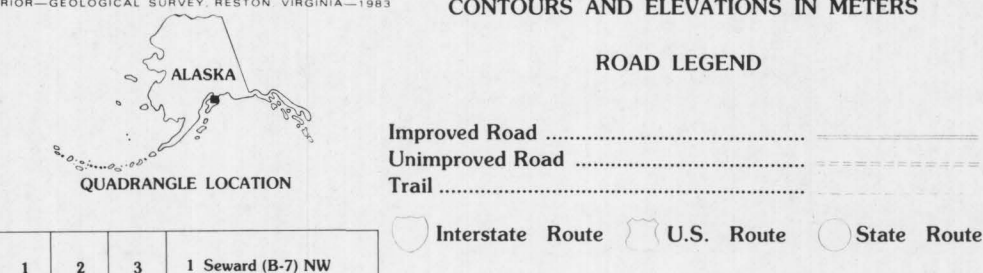 RIOR—GEOLOGICAL SURVEY, RESTON, VIRGINIA—1983
ALASKA
QUADRANGLE LOCATION
CONTOURS AND ELEVATIONS IN METERS
ROAD LEGEND
Improved Road
Unimproved Road
Trail
Interstate Route U.S. Route State Route
1 2 3 1 Seward (B-7) NW